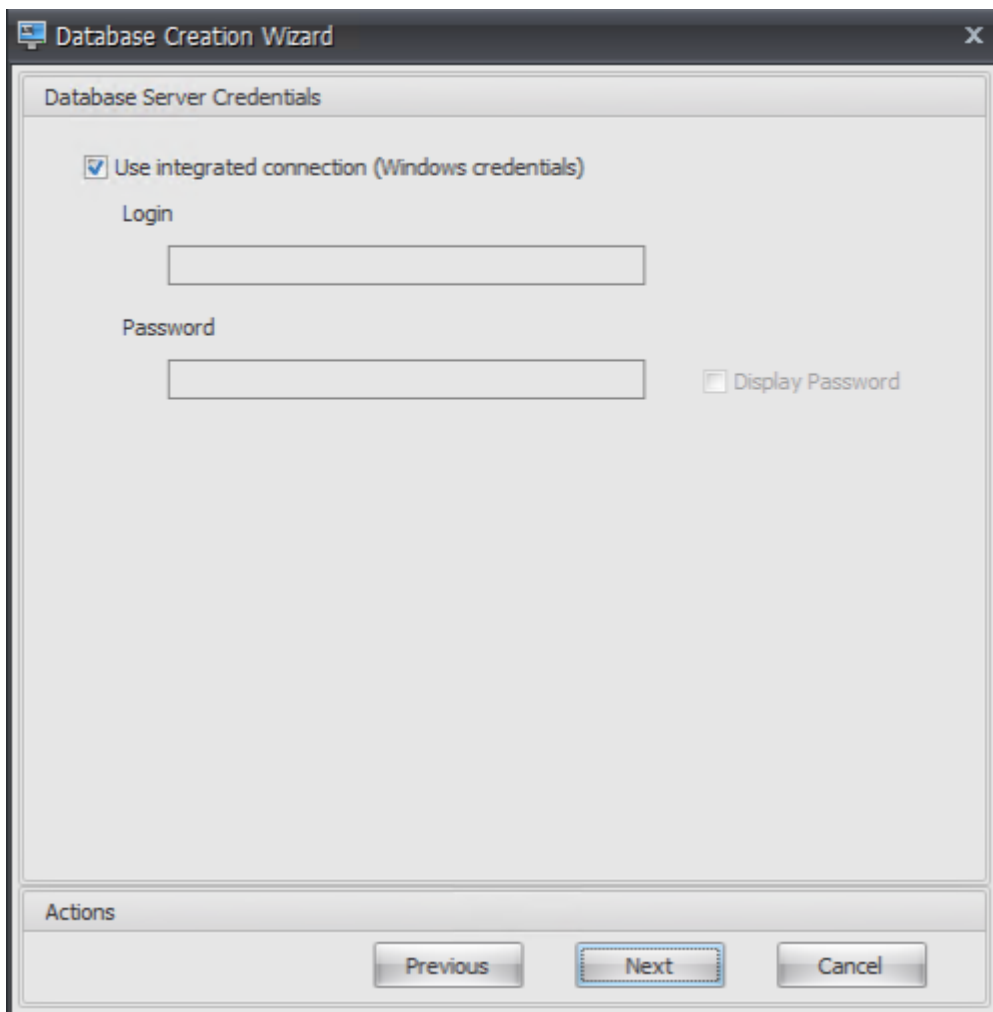 Database Creation Wizard
Database Server Credentials
Use integrated connection (Windows credentials)
Login
Password
Display Password
Actions
Previous Next Cancel